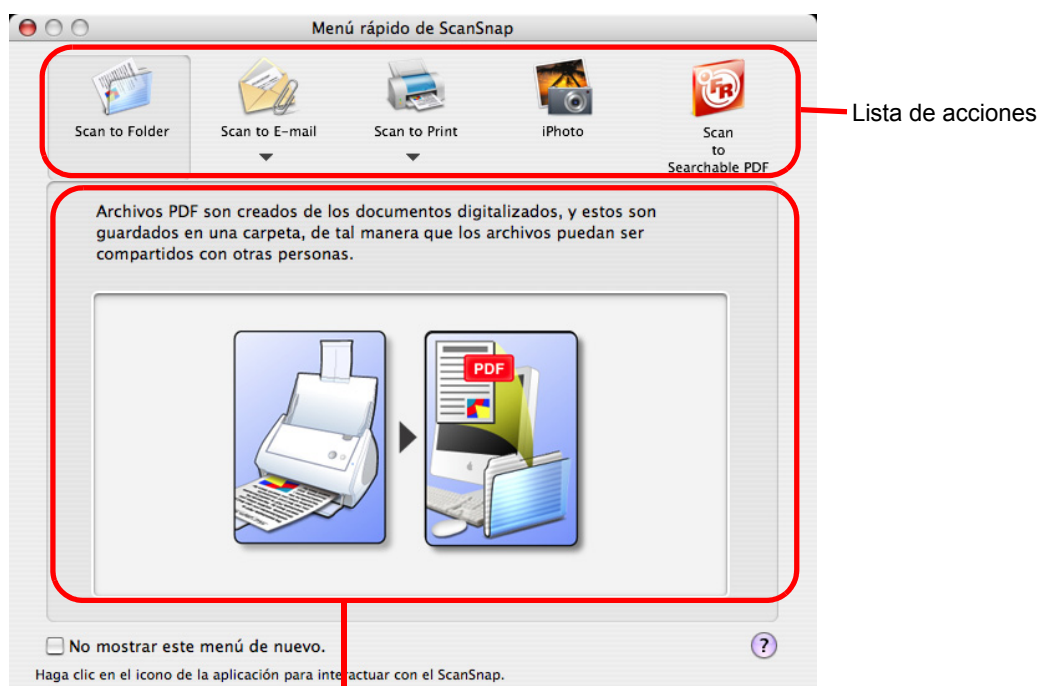 Menú rápido de ScanSnap
Scan to Folder
Scan to E-mail
Scan to Print
iPhoto
Scan
to
Searchable PDF
Lista de acciones
Archivos PDF son creados de los documentos digitalizados, y estos son
guardados en una carpeta, de tal manera que los archivos puedan ser
compartidos con otras personas.
PDF
No mostrar este menú de nuevo.
?
Haga clic en el icono de la aplicación para interactuar con el ScanSnap.